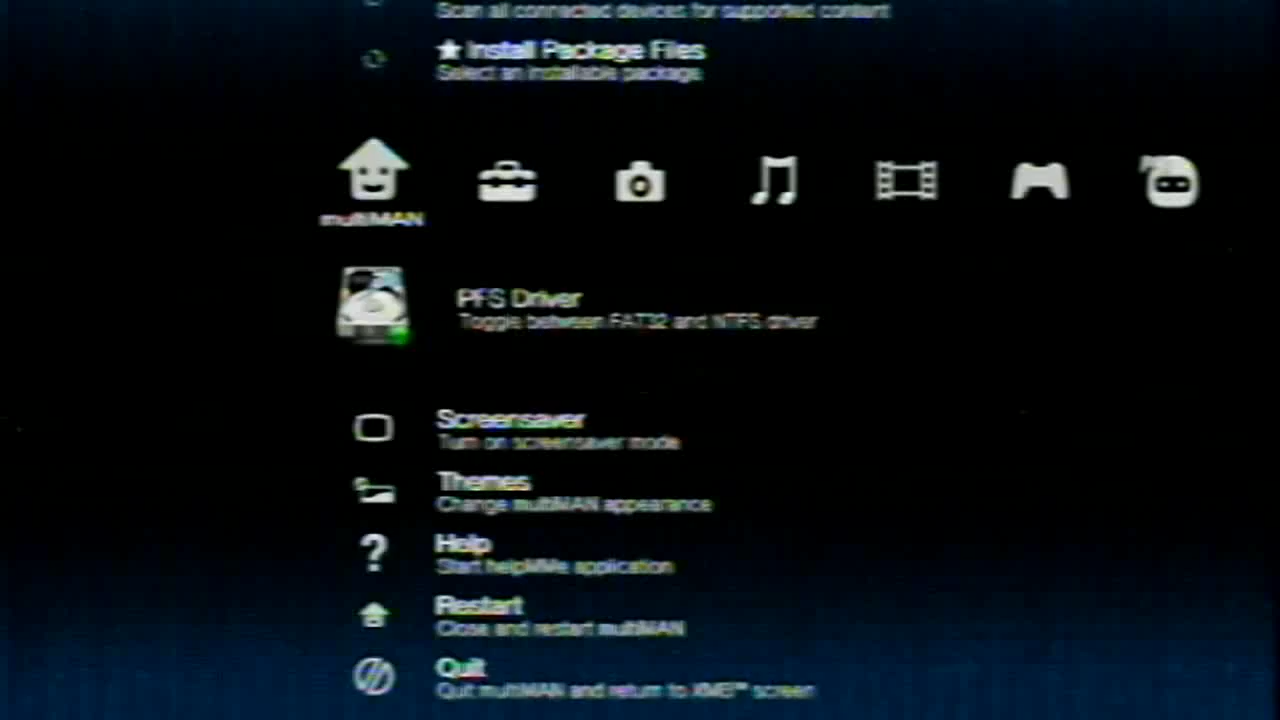 Scan all connected devices for supported content
★ Install Package Files
Select an installable package
multiMAN
PFS Driver
Toggle between FAT32 and NTFS driver
Screensaver
Turn on screensaver mode
Themes
Change multiMAN appearance
Help
Start helpMMe application
Restart
Close and restart multiMAN
Quit
Quit multiMAN and return to XMB™ screen